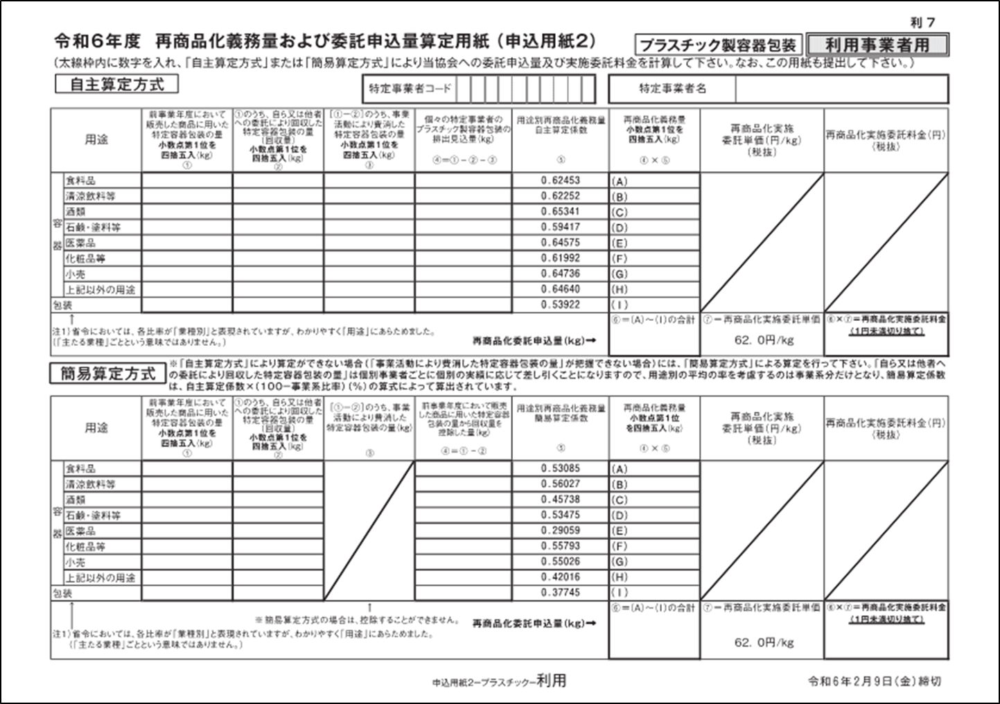 利 7
令和6年度 再商品化義務量および委託申込量算定用紙（申込用紙2）
プラスチック製容器包装
利用事業者用
（太線枠内に数字を入れ、「自主算定方式」または「簡易算定方式」により当協会への委託申込量及び実施委託料金を計算して下さい。なお、この用紙も提出して下さい。）
自主算定方式
特定事業者コード
特定事業者名
用途
前事業年度において
販売した商品に用いた
特定容器包装の量
小数点第1位を
四捨五入(kg)
①
①のうち、自ら又は他者
への委託により回収した
特定容器包装の量
(回収量)
小数点第1位を
四捨五入(kg)
②
[①－②]のうち、事業
活動により費消した
特定容器包装の量
小数点第1位を
四捨五入(kg)
③
個々の特定事業者の
プラスチック製容器包装の
排出見込量(kg)
④＝①－②－③
用途別再商品化義務量
自主算定係数
⑤
再商品化義務量
小数点第1位を
四捨五入(kg)
④×⑤
再商品化実施
委託単価(円/kg)
(税抜)
再商品化実施委託料金(円)
(税抜)
容器
食料品 0.62453 (A)
清涼飲料等 0.62252 (B)
酒類 0.65341 (C)
石鹸・塗料等 0.59417 (D)
医薬品 0.64575 (E)
化粧品等 0.61992 (F)
小売 0.64736 (G)
上記以外の用途 0.64640 (H)
包装 0.53922 (I)
↑
注1）省令においては、各比率が「業種別」と表現されていますが、わかりやすく「用途」にあらためました。
（「主たる業種」ごとという意味ではありません。）
再商品化委託申込量(kg)→
⑥＝(A)～(I)の合計
⑦＝再商品化実施委託単価
62. 0円/kg
⑥×⑦＝再商品化実施委託料金
(1円未満切り捨て)
簡易算定方式
※「自主算定方式」により算定ができない場合（「事業活動により費消した特定容器包装の量」が把握できない場合）には、「簡易算定方式」による算定を行って下さい。「自ら又は他者へ
の委託により回収した特定容器包装の量」は個別事業者ごとに個別の実績に応じて差し引くことになりますので、用途別の平均の率を考慮するのは事業系分だけとなり、簡易算定係数
は、自主算定係数×(100－事業系比率)(%)の算式によって算出されています。
用途
前事業年度において
販売した商品に用いた
特定容器包装の量
小数点第1位を
四捨五入(kg)
①
①のうち、自ら又は他者
への委託により回収した
特定容器包装の量
(回収量)
小数点第1位を
四捨五入(kg)
②
[①－②]のうち、事業
活動により費消した
特定容器包装の量(kg)
③
前事業年度において販売
した商品に用いた特定容器
包装の量から回収量を
控除した量(kg)
④＝①－②
用途別再商品化義務量
簡易算定係数
⑤
再商品化義務量
小数点第1位
を四捨五入(kg)
④×⑤
再商品化実施
委託単価(円/kg)
(税抜)
再商品化実施委託料金(円)
(税抜)
容器
食料品 0.53085 (A)
清涼飲料等 0.56027 (B)
酒類 0.45738 (C)
石鹸・塗料等 0.53475 (D)
医薬品 0.29059 (E)
化粧品等 0.55793 (F)
小売 0.55026 (G)
上記以外の用途 0.42016 (H)
包装 0.37745 (I)
↑
↑
※簡易算定方式の場合は、控除することができません。
注1）省令においては、各比率が「業種別」と表現されていますが、わかりやすく「用途」にあらためました。
（「主たる業種」ごとという意味ではありません。）
再商品化委託申込量(kg)→
⑥＝(A)～(I)の合計
⑦＝再商品化実施委託単価
62. 0円/kg
⑥×⑦＝再商品化実施委託料金
(1円未満切り捨て)
申込用紙2－プラスチック－利用
令和6年2月9日(金)締切